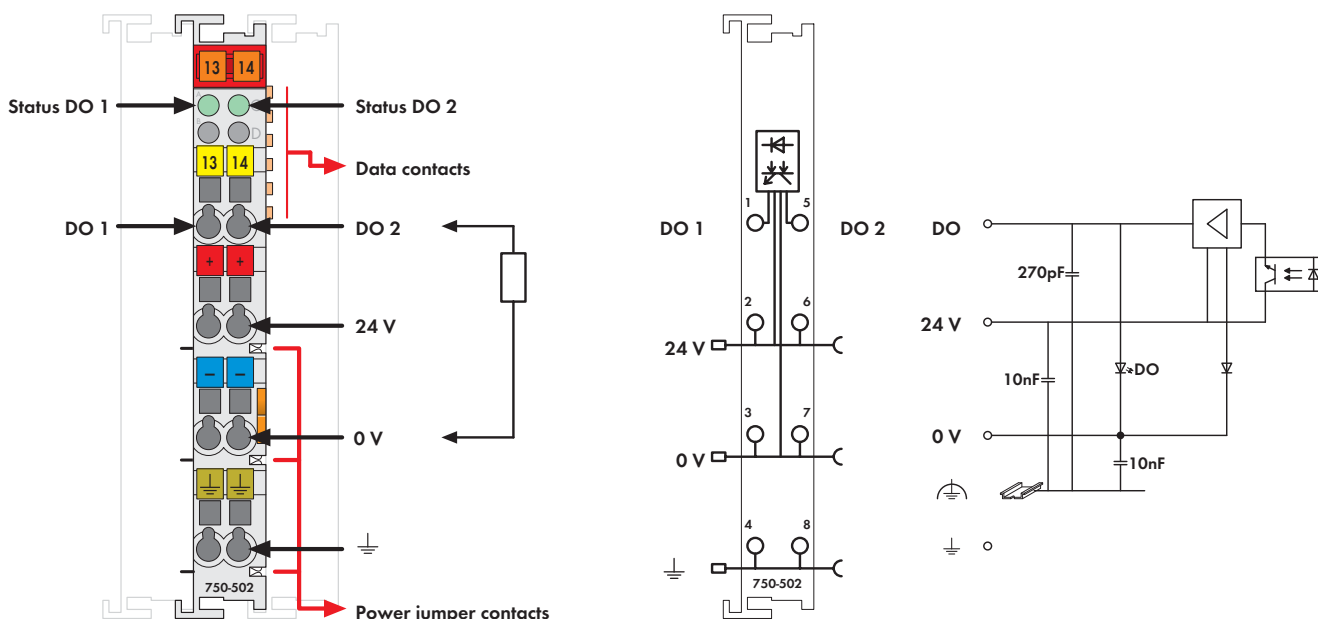 13 14
Status DO 1
Status DO 2
A
C
B
D
13 14
Data contacts
DO 1
DO 2
+ +
24 V
− −
0 V
750-502
Power jumper contacts
1 5
DO 1
DO 2
2 6
24 V
3 7
0 V
4 8
750-502
DO
270pF
24 V
10nF
DO
0 V
10nF